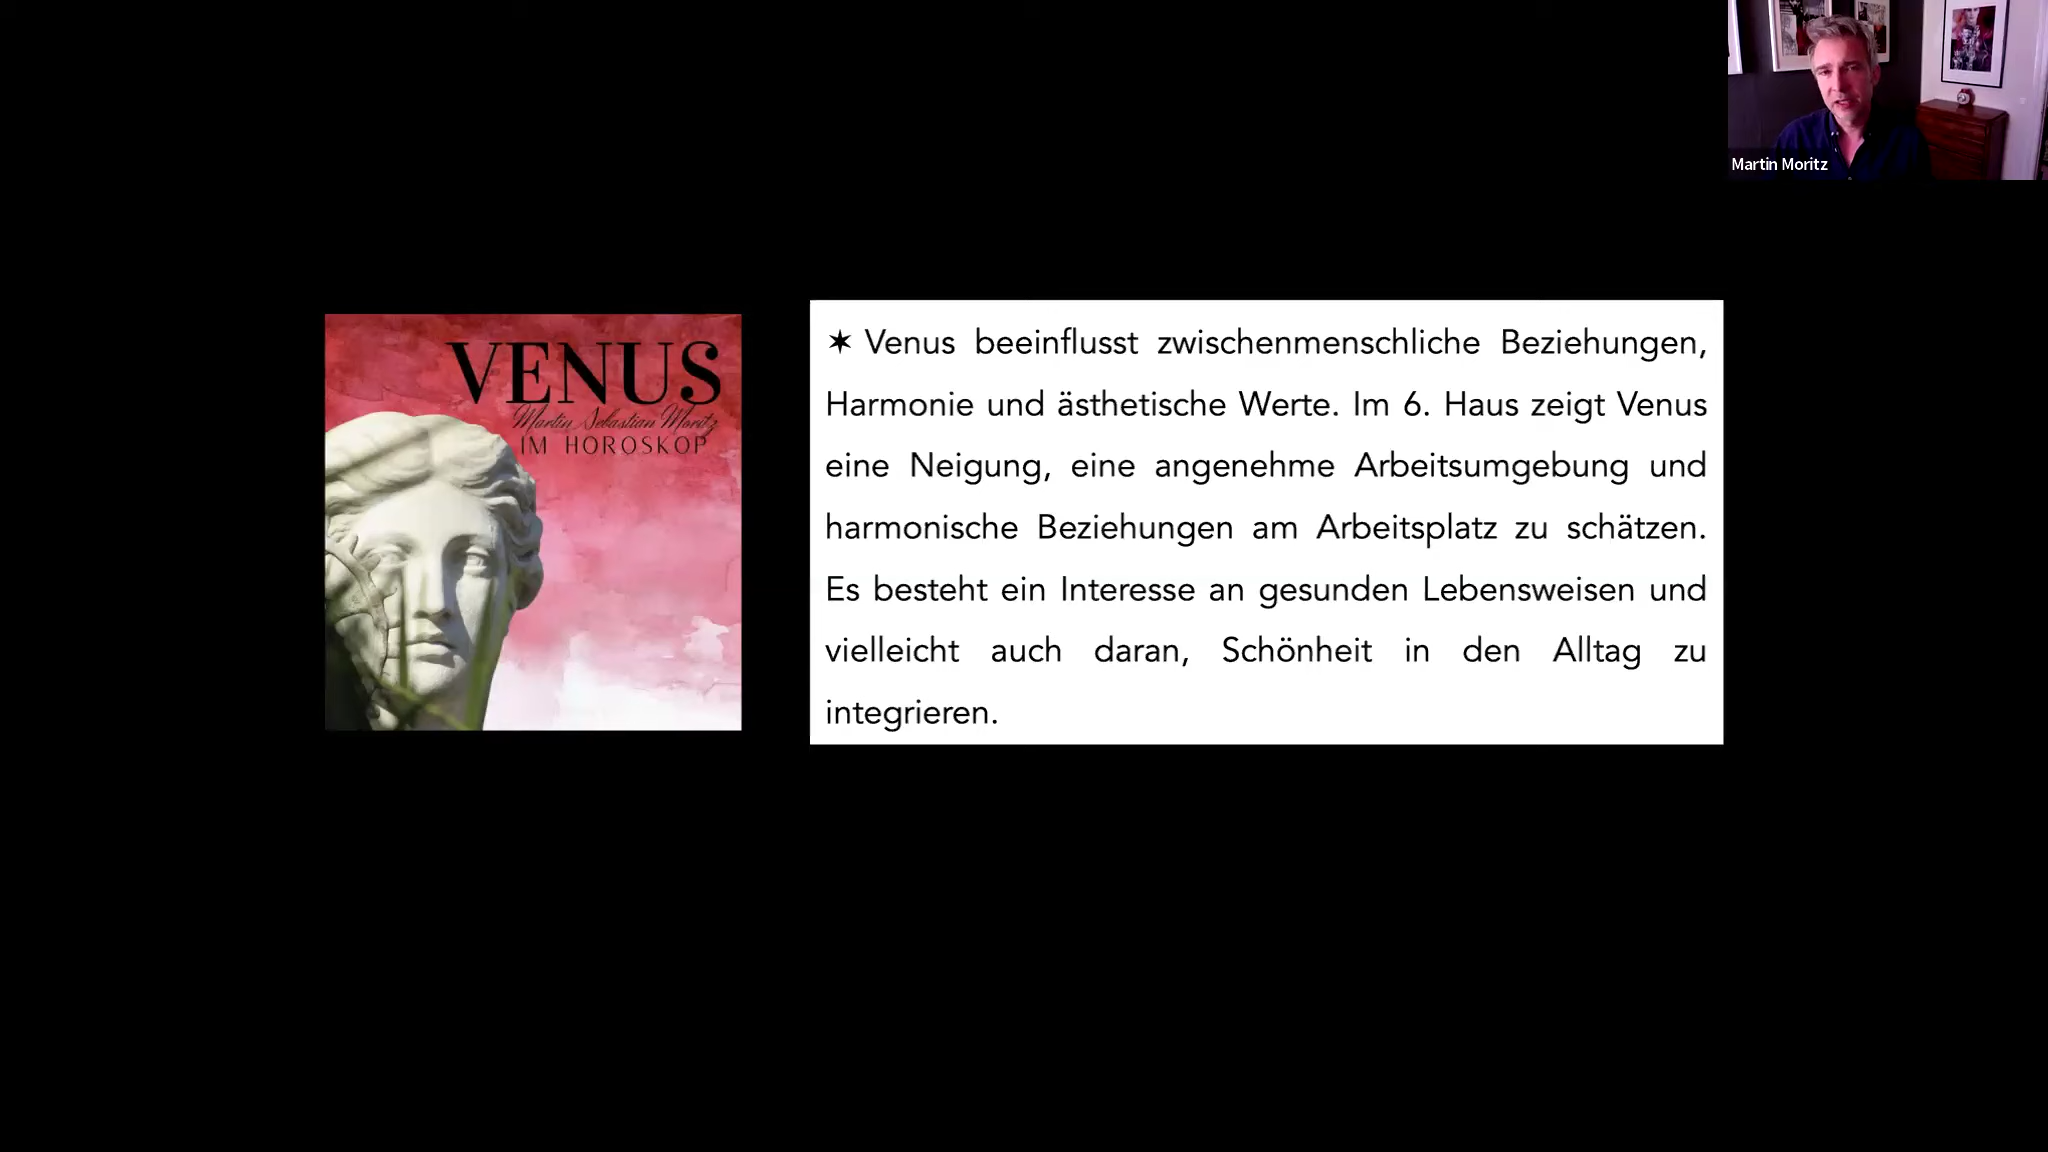 Martin Moritz
VENUS
Martin Sebastian Moritz
IM HOROSKOP
✶ Venus beeinflusst zwischenmenschliche Beziehungen,
Harmonie und ästhetische Werte. Im 6. Haus zeigt Venus
eine Neigung, eine angenehme Arbeitsumgebung und
harmonische Beziehungen am Arbeitsplatz zu schätzen.
Es besteht ein Interesse an gesunden Lebensweisen und
vielleicht auch daran, Schönheit in den Alltag zu
integrieren.